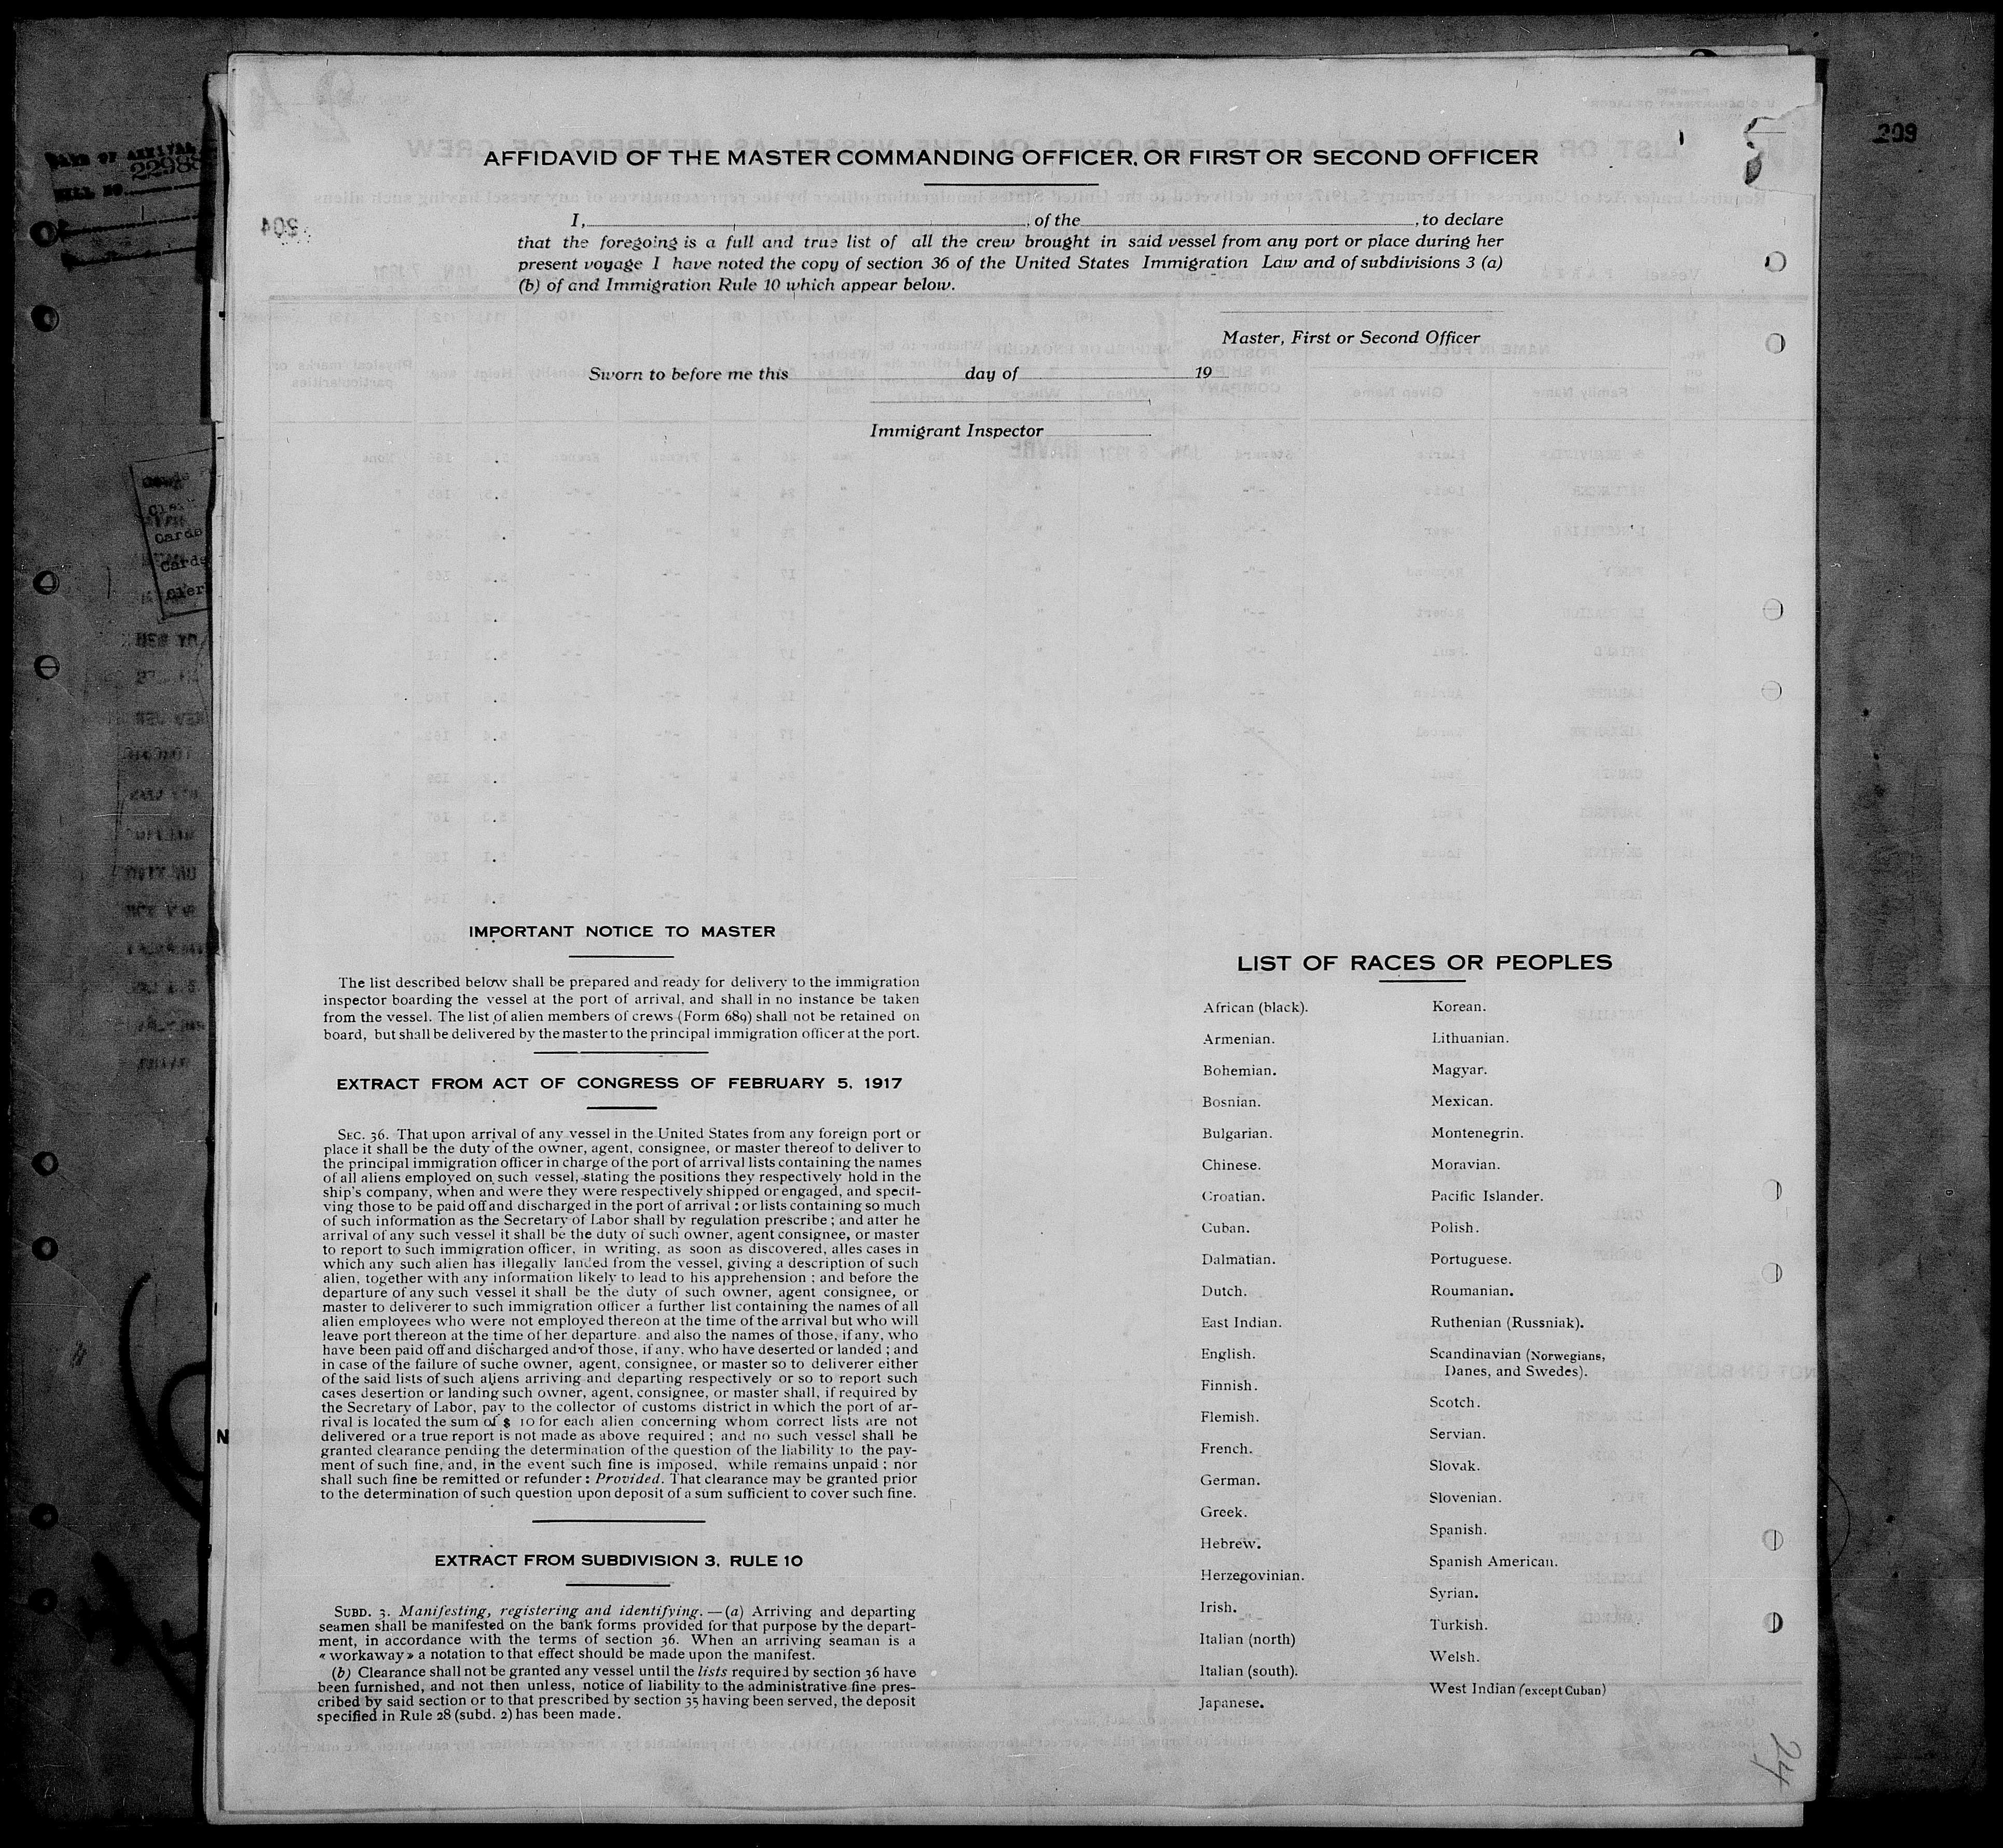 209
22988
AFFIDAVID OF THE MASTER COMMANDING OFFICER, OR FIRST OR SECOND OFFICER
I, , of the , to declare
that the foregoing is a full and true list of all the crew brought in said vessel from any port or place during her
present voyage I have noted the copy of section 36 of the United States Immigration Law and of subdivisions 3 (a)
(b) of and Immigration Rule 10 which appear below.
Master, First or Second Officer
Sworn to before me this day of 19
Immigrant Inspector
IMPORTANT NOTICE TO MASTER
The list described below shall be prepared and ready for delivery to the immigration
inspector boarding the vessel at the port of arrival, and shall in no instance be taken
from the vessel. The list of alien members of crews (Form 689) shall not be retained on
board, but shall be delivered by the master to the principal immigration officer at the port.
EXTRACT FROM ACT OF CONGRESS OF FEBRUARY 5, 1917
SEC. 36. That upon arrival of any vessel in the United States from any foreign port or
place it shall be the duty of the owner, agent, consignee, or master thereof to deliver to
the principal immigration officer in charge of the port of arrival lists containing the names
of all aliens employed on such vessel, stating the positions they respectively hold in the
ship's company, when and were they were respectively shipped or engaged, and specif-
ving those to be paid off and discharged in the port of arrival : or lists containing so much
of such information as the Secretary of Labor shall by regulation prescribe ; and atter he
arrival of any such vessel it shall be the duty of such owner, agent consignee, or master
to report to such immigration officer, in writing, as soon as discovered, alles cases in
which any such alien has illegally landed from the vessel, giving a description of such
alien, together with any information likely to lead to his apprehension ; and before the
departure of any such vessel it shall be the duty of such owner, agent consignee, or
master to deliverer to such immigration officer a further list containing the names of all
alien employees who were not employed thereon at the time of the arrival but who will
leave port thereon at the time of her departure. and also the names of those, if any, who
have been paid off and discharged and of those, if any. who have deserted or landed ; and
in case of the failure of suche owner, agent, consignee, or master so to deliverer either
of the said lists of such aliens arriving and departing respectively or so to report such
cases desertion or landing such owner, agent, consignee, or master shall, if required by
the Secretary of Labor, pay to the collector of customs district in which the port of ar-
rival is located the sum of $ 10 for each alien concerning whom correct lists are not
delivered or a true report is not made as above required ; and no such vessel shall be
granted clearance pending the determination of the question of the liability to the pay-
ment of such fine, and, in the event such fine is imposed, while remains unpaid ; nor
shall such fine be remitted or refunder : Provided. That clearance may be granted prior
to the determination of such question upon deposit of a sum sufficient to cover such fine.
EXTRACT FROM SUBDIVISION 3, RULE 10
SUBD. 3. Manifesting, registering and identifying. — (a) Arriving and departing
seamen shall be manifested on the bank forms provided for that purpose by the depart-
ment, in accordance with the terms of section 36. When an arriving seaman is a
« workaway » a notation to that effect should be made upon the manifest.
(b) Clearance shall not be granted any vessel until the lists required by section 36 have
been furnished, and not then unless, notice of liability to the administrative fine pres-
cribed by said section or to that prescribed by section 35 having been served, the deposit
specified in Rule 28 (subd. 2) has been made.
LIST OF RACES OR PEOPLES
African (black).
Armenian.
Bohemian.
Bosnian.
Bulgarian.
Chinese.
Croatian.
Cuban.
Dalmatian.
Dutch.
East Indian.
English.
Finnish.
Flemish.
French.
German.
Greek.
Hebrew.
Herzegovinian.
Irish.
Italian (north)
Italian (south).
Japanese.
Korean.
Lithuanian.
Magyar.
Mexican.
Montenegrin.
Moravian.
Pacific Islander.
Polish.
Portuguese.
Roumanian.
Ruthenian (Russniak).
Scandinavian (Norwegians,
Danes, and Swedes).
Scotch.
Servian.
Slovak.
Slovenian.
Spanish.
Spanish American.
Syrian.
Turkish.
Welsh.
West Indian (except Cuban)
24